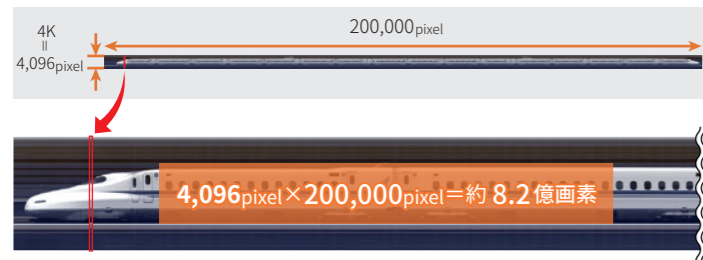 200,000pixel
4K
=
4,096pixel
4,096pixel×200,000pixel=約 8.2億画素